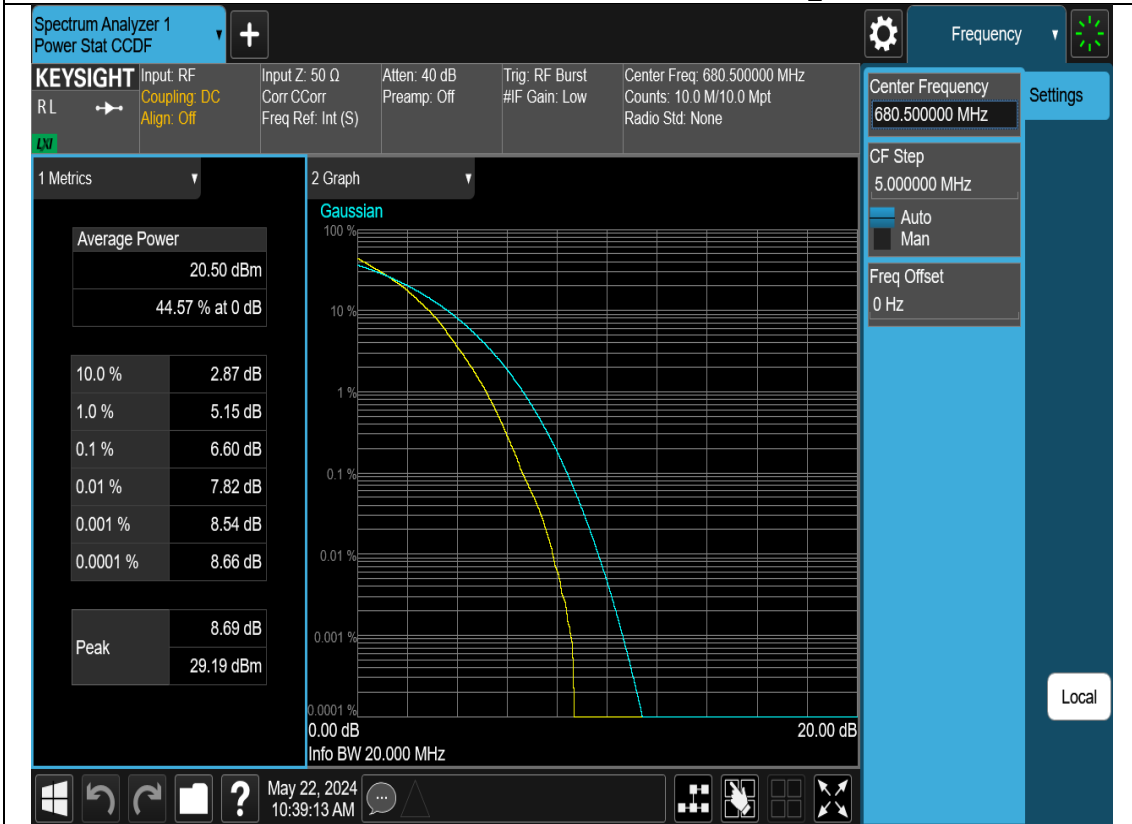 Spectrum Analyzer 1
Power Stat CCDF
+
Frequency
KEYSIGHT
RL
LXI
Input: RF
Coupling: DC
Align: Off
Input Z: 50 Ω
Corr CCorr
Freq Ref: Int (S)
Atten: 40 dB
Preamp: Off
Trig: RF Burst
#IF Gain: Low
Center Freq: 680.500000 MHz
Counts: 10.0 M/10.0 Mpt
Radio Std: None
Center Frequency
680.500000 MHz
Settings
CF Step
5.000000 MHz
Auto
Man
Freq Offset
0 Hz
1 Metrics
Average Power
20.50 dBm
44.57 % at 0 dB
10.0 % 2.87 dB
1.0 % 5.15 dB
0.1 % 6.60 dB
0.01 % 7.82 dB
0.001 % 8.54 dB
0.0001 % 8.66 dB
Peak
8.69 dB
29.19 dBm
2 Graph
Gaussian
100 %
10 %
1 %
0.1 %
0.01 %
0.001 %
0.0001 %
0.00 dB 20.00 dB
Info BW 20.000 MHz
Local
?
May 22, 2024
10:39:13 AM